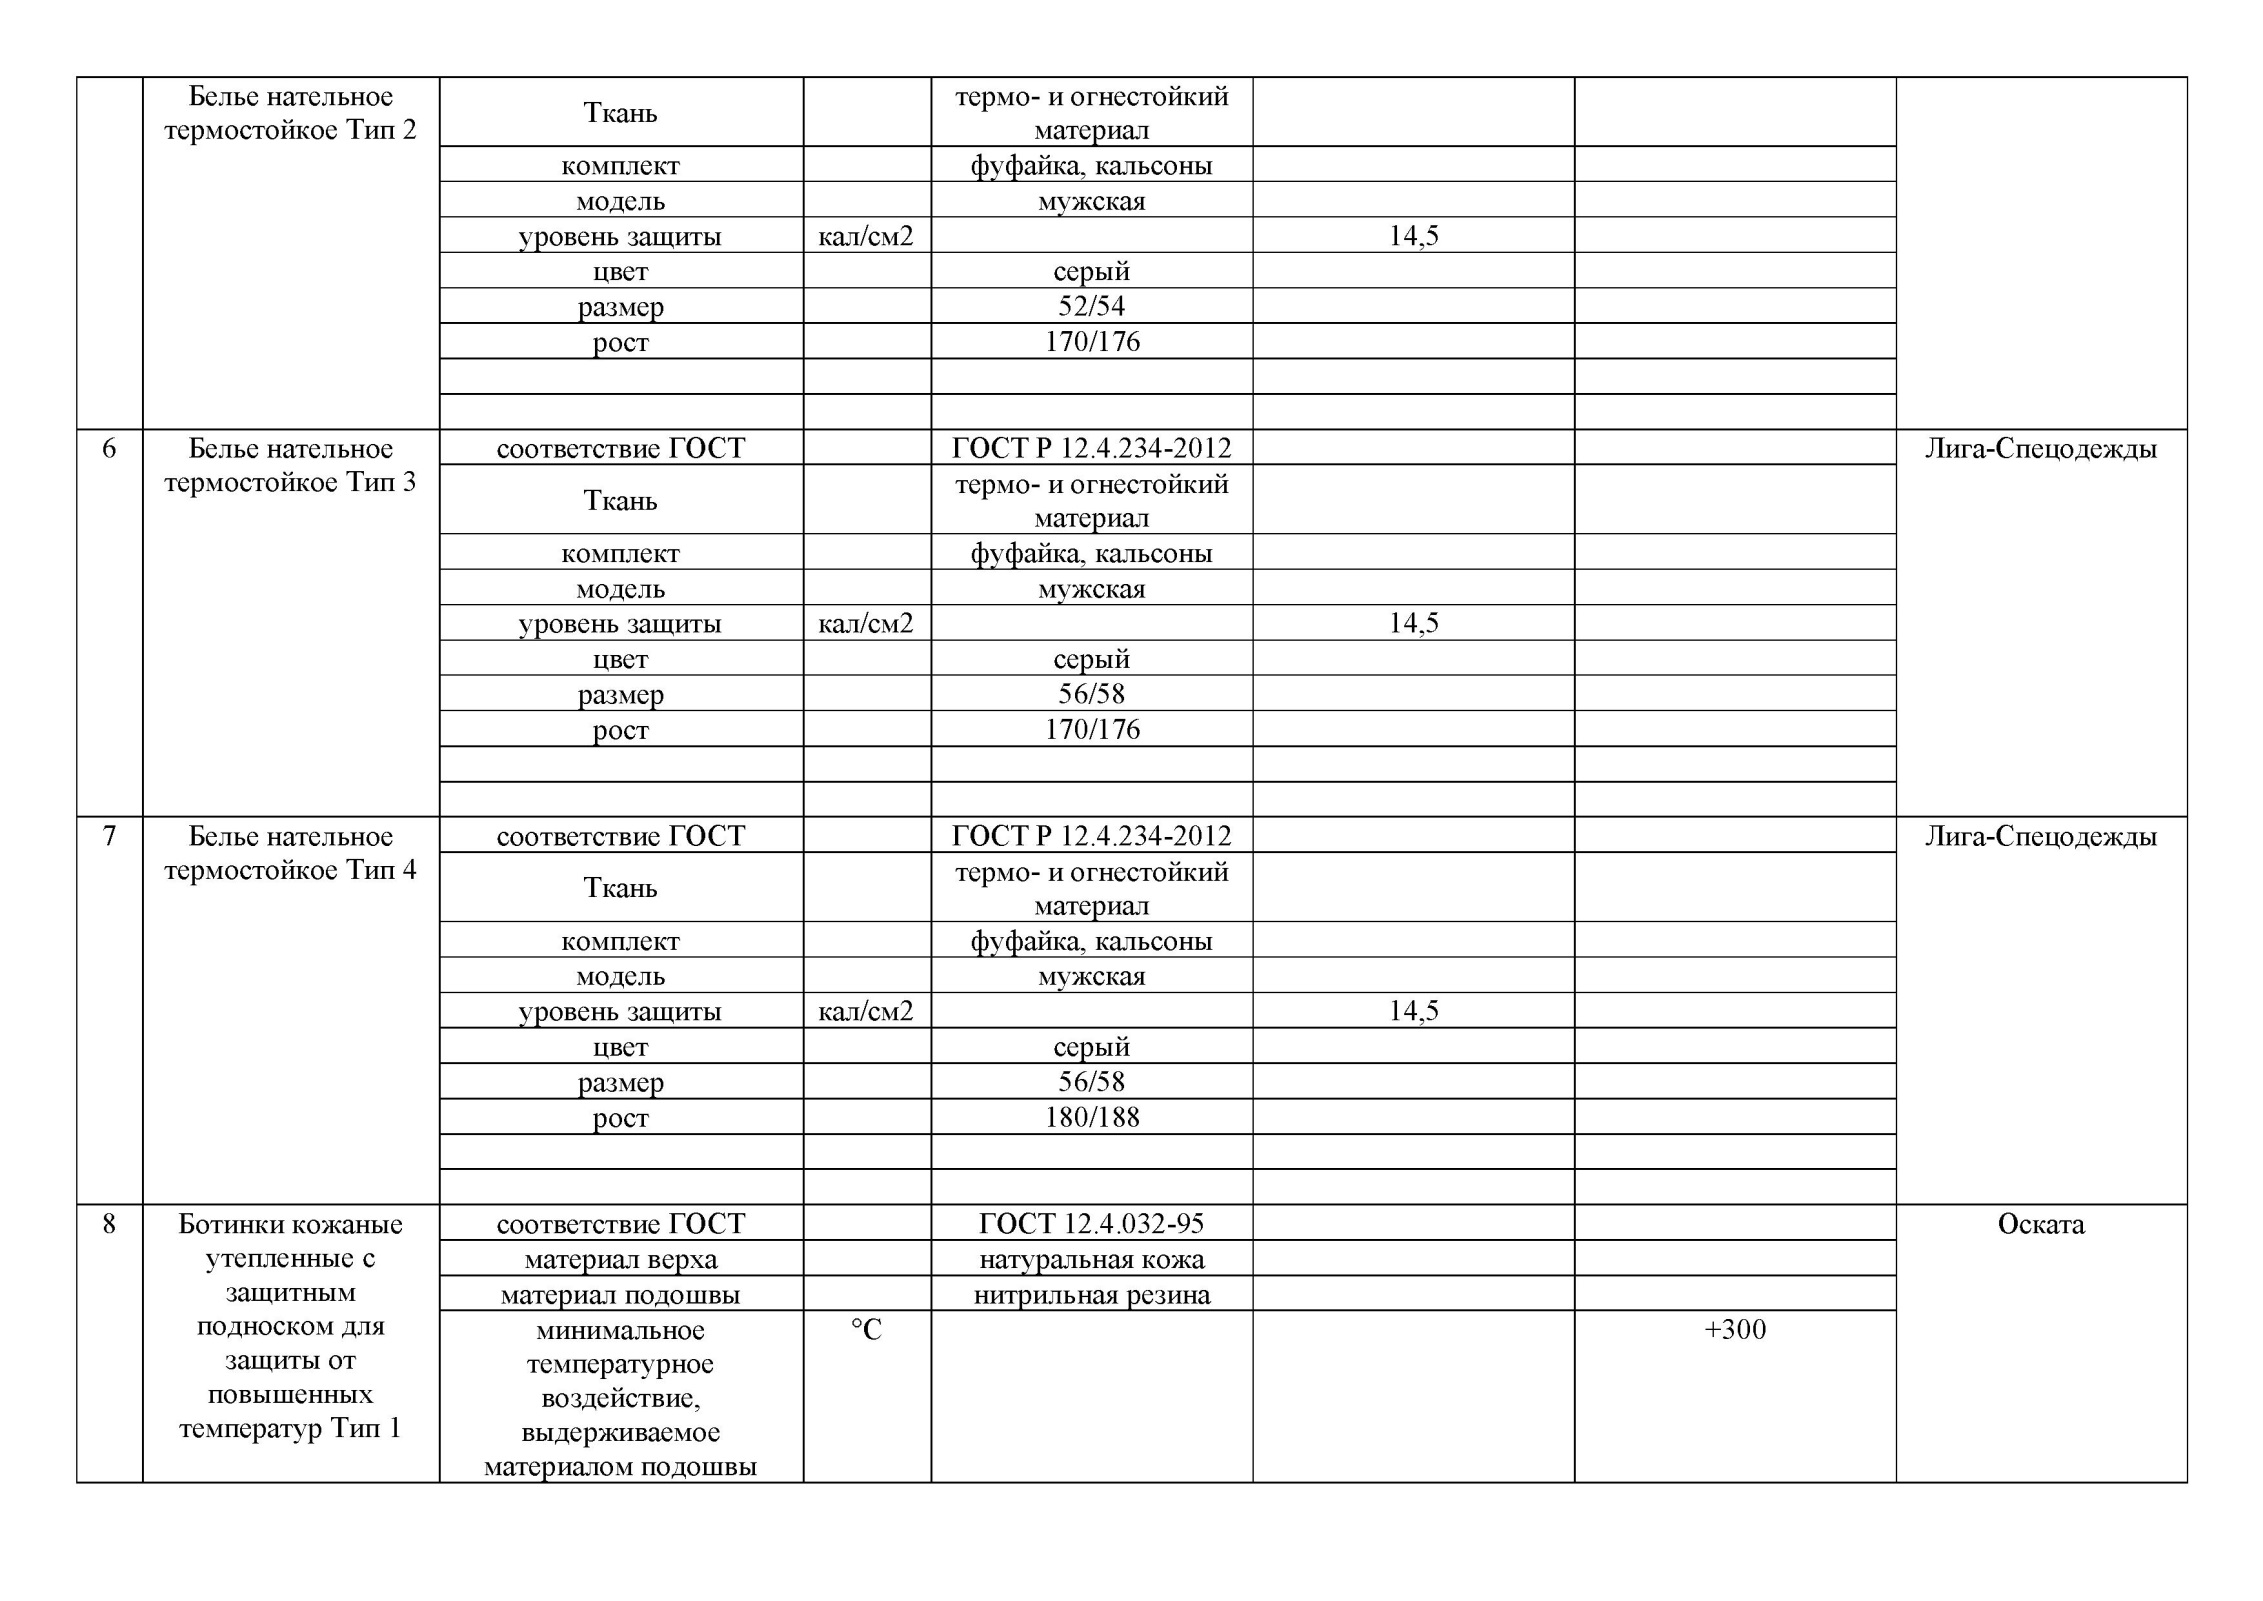 Белье нательное
термостойкое Тип 2
Ткань
термо- и огнестойкий
материал
комплект фуфайка, кальсоны
модель мужская
уровень защиты кал/см2 14,5
цвет серый
размер 52/54
рост 170/176
6 Белье нательное
термостойкое Тип 3
соответствие ГОСТ ГОСТ Р 12.4.234-2012 Лига-Спецодежды
Ткань
термо- и огнестойкий
материал
комплект фуфайка, кальсоны
модель мужская
уровень защиты кал/см2 14,5
цвет серый
размер 56/58
рост 170/176
7 Белье нательное
термостойкое Тип 4
соответствие ГОСТ ГОСТ Р 12.4.234-2012 Лига-Спецодежды
Ткань
термо- и огнестойкий
материал
комплект фуфайка, кальсоны
модель мужская
уровень защиты кал/см2 14,5
цвет серый
размер 56/58
рост 180/188
8 Ботинки кожаные
утепленные с
защитным
подноском для
защиты от
повышенных
температур Тип 1
соответствие ГОСТ ГОСТ 12.4.032-95 Оската
материал верха натуральная кожа
материал подошвы нитрильная резина
минимальное
температурное
воздействие,
выдерживаемое
материалом подошвы
°С +300